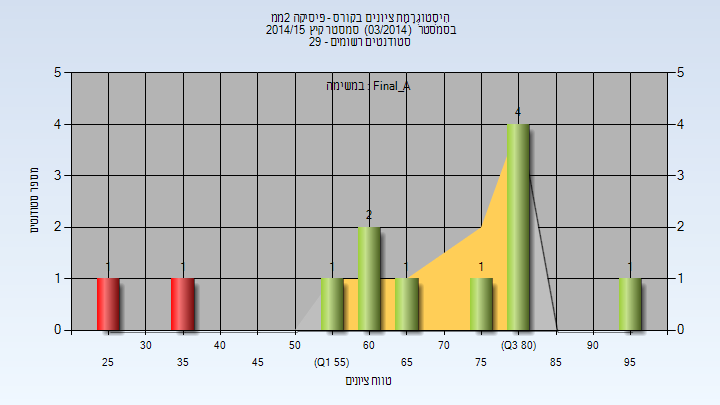 היסטוגרמת ציונים בקורס - פיסיקה 2ממ
בסמסטר (03/2014) סמסטר קיץ 2014/15
סטודנטים רשומים - 29
במשימה : Final_A
5 5
4 4 4
3 3
מספר סטודנטים
2 2 2
1 1 1 1 1 1 1 1
0 0
30 40 50 60 70 (Q3 80) 90
25 35 45 (Q1 55) 65 75 85 95
טווח ציונים